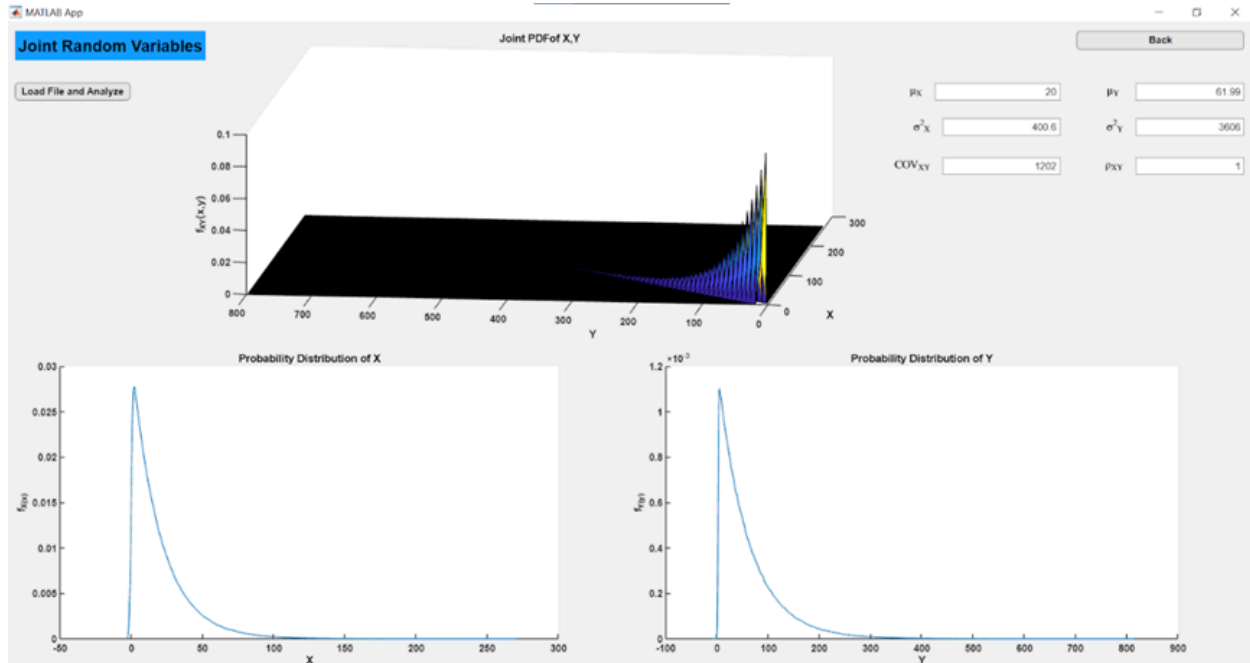 MATLAB App
Joint Random Variables
Load File and Analyze
Back
Joint PDFof X,Y
μX 20 μY 61.99
σ²X 400.6 σ²Y 3606
COVXY 1202 ρXY 1
fXY(x,y)
0.1
0.08
0.06
0.04
0.02
0
800 700 600 500 400 300 200 100 0
Y
0 100 200 300
X
Probability Distribution of X
fX(x)
0.03
0.025
0.02
0.015
0.01
0.005
0
-50 0 50 100 150 200 250 300
X
Probability Distribution of Y
×10⁻³
fY(y)
1.2
1
0.8
0.6
0.4
0.2
0
-100 0 100 200 300 400 500 600 700 800 900
Y